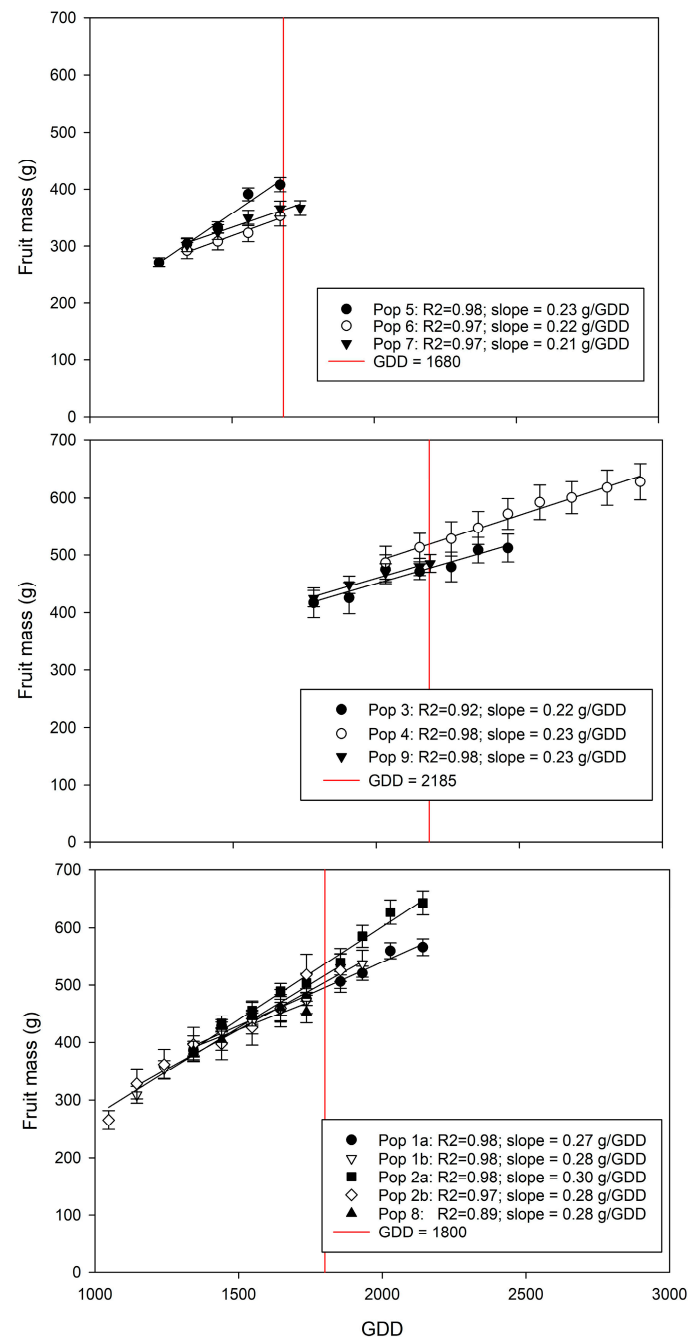 700
600
500
400
300
200
100
0
Fruit mass (g)
Pop 5: R2=0.98; slope = 0.23 g/GDD
Pop 6: R2=0.97; slope = 0.22 g/GDD
Pop 7: R2=0.97; slope = 0.21 g/GDD
GDD = 1680
700
600
500
400
300
200
100
0
Fruit mass (g)
Pop 3: R2=0.92; slope = 0.22 g/GDD
Pop 4: R2=0.98; slope = 0.23 g/GDD
Pop 9: R2=0.98; slope = 0.23 g/GDD
GDD = 2185
700
600
500
400
300
200
100
0
Fruit mass (g)
Pop 1a: R2=0.98; slope = 0.27 g/GDD
Pop 1b: R2=0.98; slope = 0.28 g/GDD
Pop 2a: R2=0.98; slope = 0.30 g/GDD
Pop 2b: R2=0.97; slope = 0.28 g/GDD
Pop 8: R2=0.89; slope = 0.28 g/GDD
GDD = 1800
1000 1500 2000 2500 3000
GDD